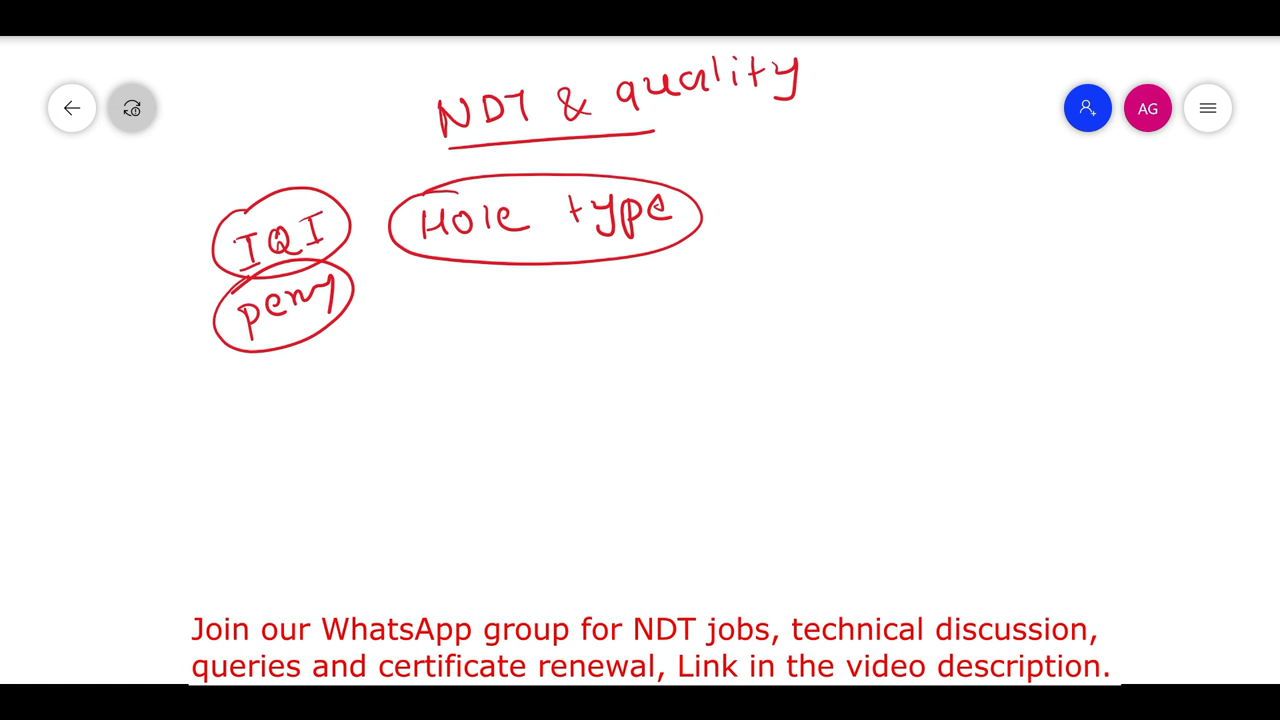 NDT & quality
AG
IQI Hole type
peny
Join our WhatsApp group for NDT jobs, technical discussion,
queries and certificate renewal, Link in the video description.